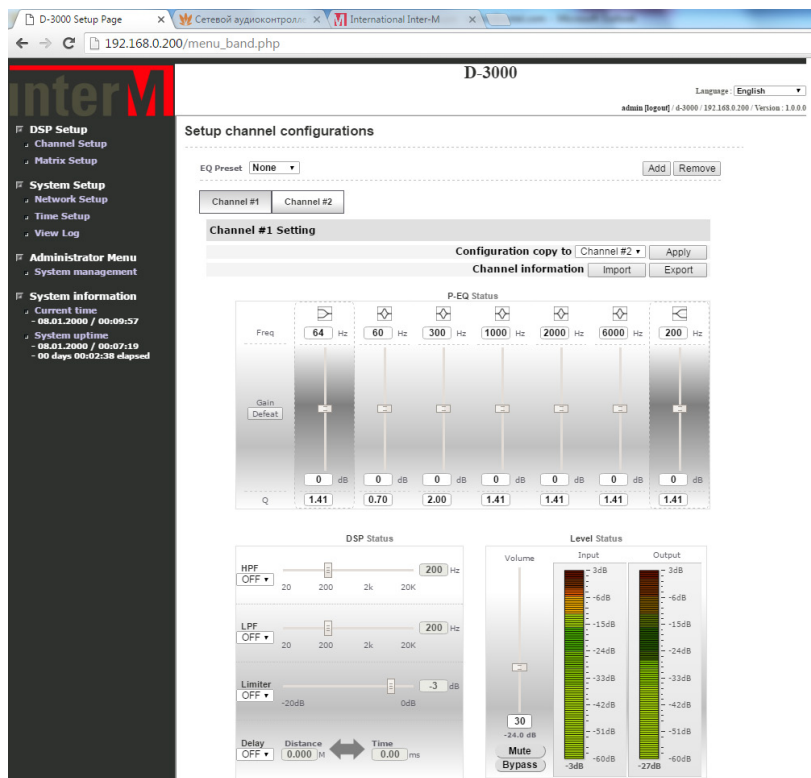 D-3000 Setup Page
Сетевой аудиоконтролле
International Inter-M
192.168.0.200/menu_band.php
interM
D-3000
Language : English
admin [logout] / d-3000 / 192.168.0.200 / Version : 1.0.0.0
DSP Setup
Channel Setup
Matrix Setup
System Setup
Network Setup
Time Setup
View Log
Administrator Menu
System management
System information
Current time
- 08.01.2000 / 00:09:57
System uptime
- 08.01.2000 / 00:07:19
- 00 days 00:02:38 elapsed
Setup channel configurations
EQ Preset None Add Remove
Channel #1 Channel #2
Channel #1 Setting
Configuration copy to Channel #2 Apply
Channel information Import Export
P-EQ Status
Freq 64 Hz 60 Hz 300 Hz 1000 Hz 2000 Hz 6000 Hz 200 Hz
Gain
Defeat
0 dB 0 dB 0 dB 0 dB 0 dB 0 dB 0 dB
Q 1.41 0.70 2.00 1.41 1.41 1.41 1.41
DSP Status
HPF
OFF
200 Hz
20 200 2k 20K
LPF
OFF
200 Hz
20 200 2k 20K
Limiter
OFF
-3 dB
-20dB 0dB
Delay
OFF
Distance
0.000 M
Time
0.00 ms
Level Status
Volume
30
-24.0 dB
Mute
Bypass
Input
- 3dB
- -6dB
- -15dB
- -24dB
- -33dB
- -42dB
- -51dB
- -60dB
-3dB
Output
- 3dB
- -6dB
- -15dB
- -24dB
- -33dB
- -42dB
- -51dB
- -60dB
-27dB